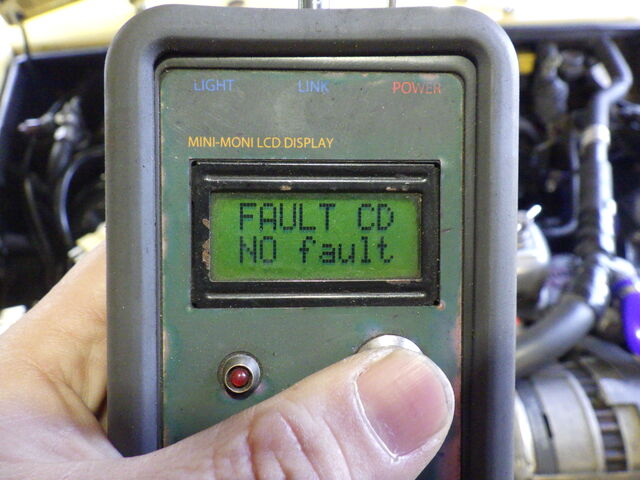 LIGHT LINK POWER
MINI-MONI LCD DISPLAY
FAULT CD
NO fault